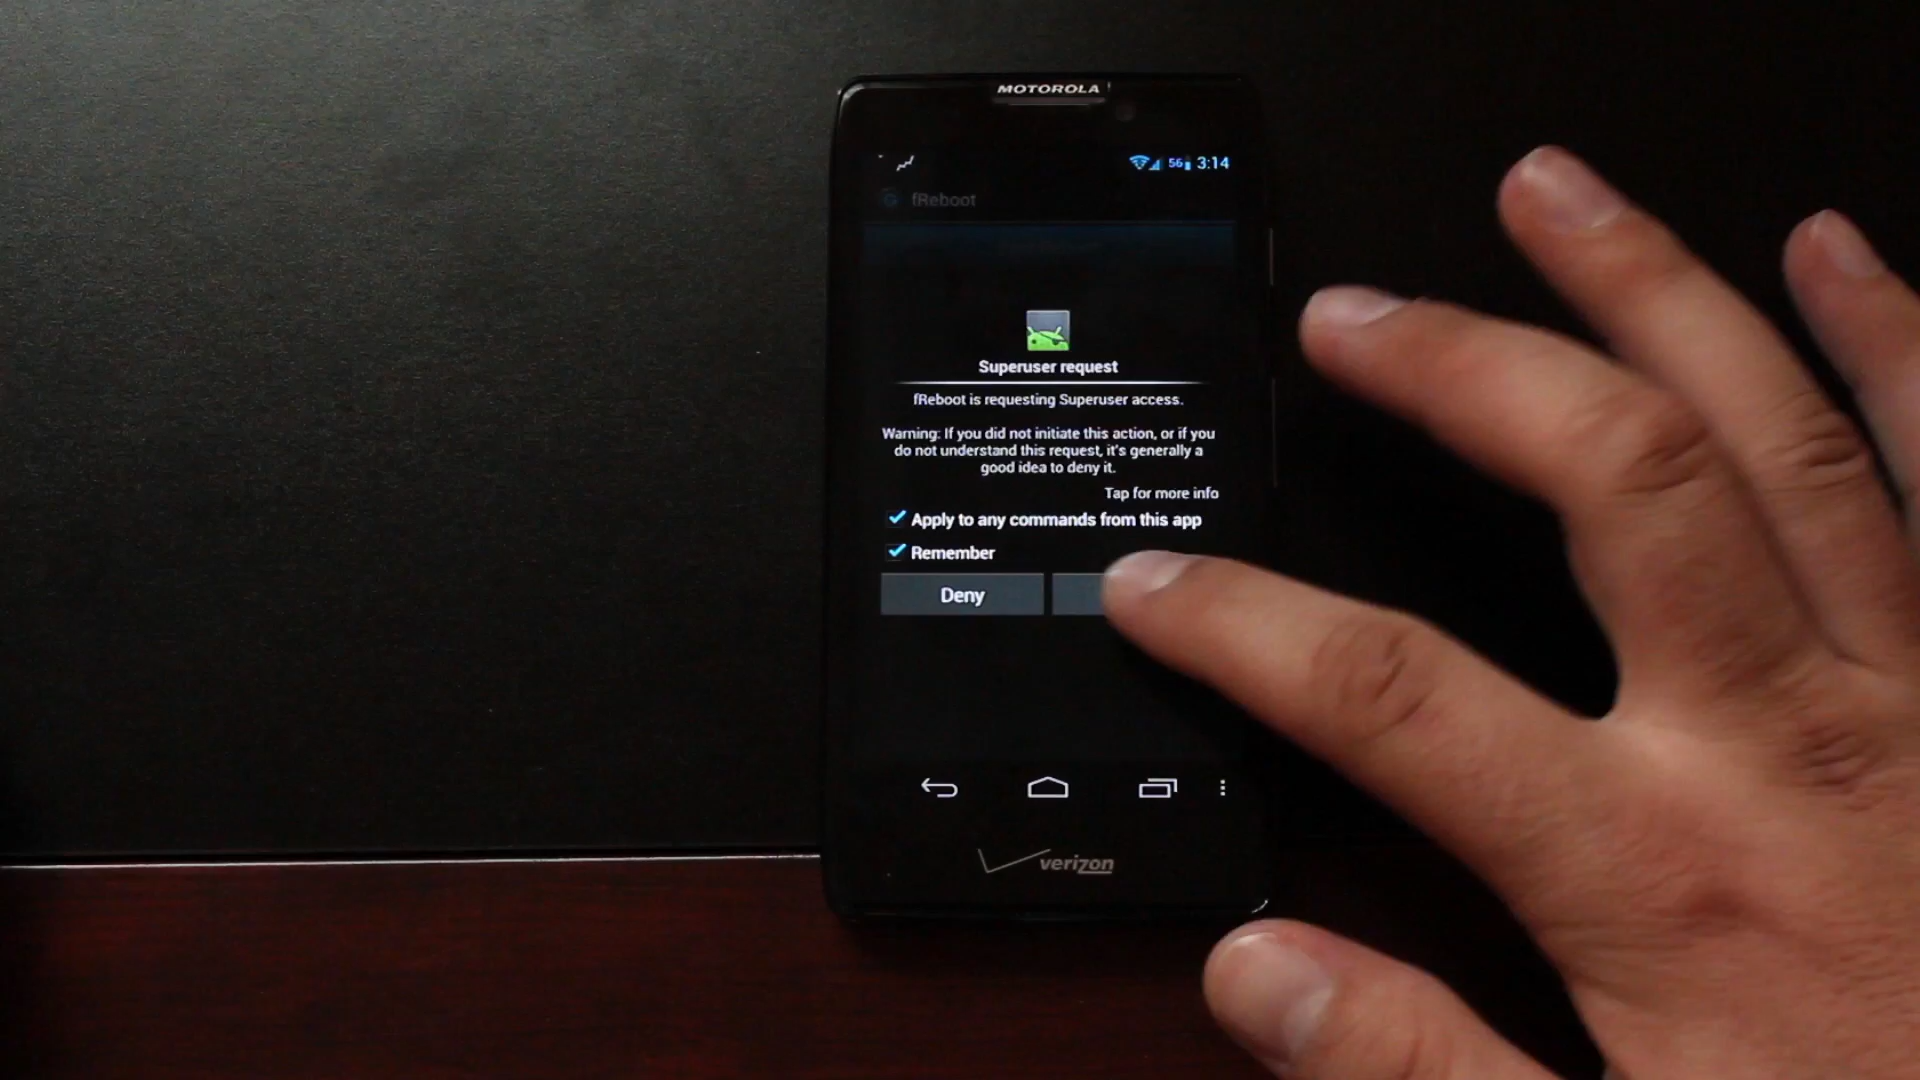 MOTOROLA
56 3:14
fReboot
Superuser request
fReboot is requesting Superuser access.
Warning: If you did not initiate this action, or if you
do not understand this request, it's generally a
good idea to deny it.
Tap for more info
Apply to any commands from this app
Remember
Deny
verizon